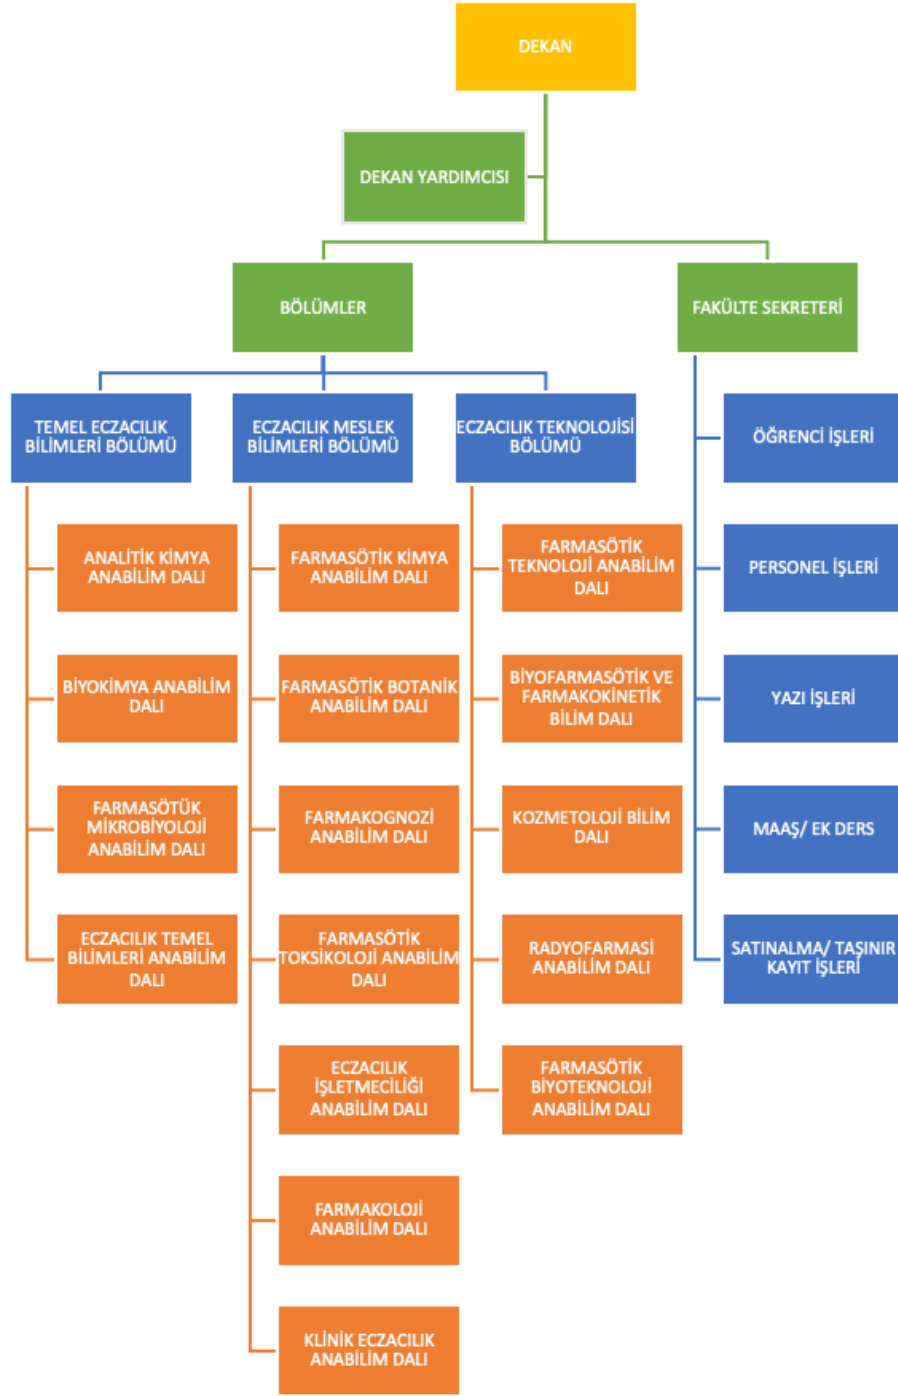 DEKAN
DEKAN YARDIMCISI
BÖLÜMLER
FAKÜLTE SEKRETERİ
TEMEL ECZACILIK
BİLİMLERİ BÖLÜMÜ
ECZACILIK MESLEK
BİLİMLERİ BÖLÜMÜ
ECZACILIK TEKNOLOJİSİ
BÖLÜMÜ
ANALİTİK KİMYA
ANABİLİM DALI
BİYOKİMYA ANABİLİM
DALI
FARMASÖTÜK
MİKROBİYOLOJİ
ANABİLİM DALI
ECZACILIK TEMEL
BİLİMLERİ ANABİLİM
DALI
FARMASÖTİK KİMYA
ANABİLİM DALI
FARMASÖTİK BOTANİK
ANABİLİM DALI
FARMAKOGNOZİ
ANABİLİM DALI
FARMASÖTİK
TOKSİKOLOJİ ANABİLİM
DALI
ECZACILIK
İŞLETMECİLİĞİ
ANABİLİM DALI
FARMAKOLOJİ
ANABİLİM DALI
KLİNİK ECZACILIK
ANABİLİM DALI
FARMASÖTİK
TEKNOLOJİ ANABİLİM
DALI
BİYOFARMASÖTİK VE
FARMAKOKİNETİK
BİLİM DALI
KOZMETOLOJİ BİLİM
DALI
RADYOFARMASİ
ANABİLİM DALI
FARMASÖTİK
BİYOTEKNOLOJİ
ANABİLİM DALI
ÖĞRENCİ İŞLERİ
PERSONEL İŞLERİ
YAZI İŞLERİ
MAAŞ/ EK DERS
SATINALMA/ TAŞINIR
KAYIT İŞLERİ